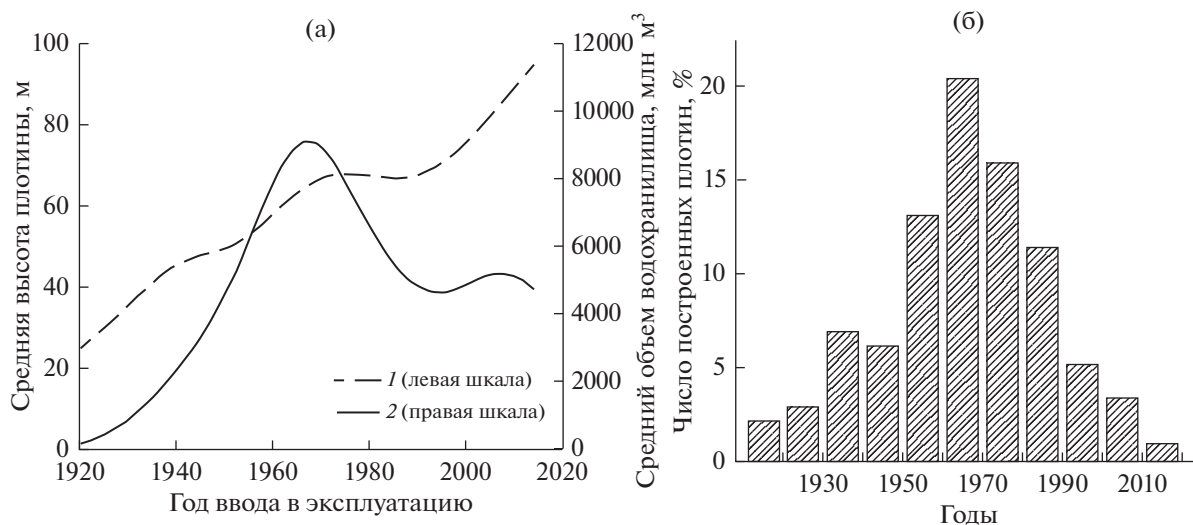 (а)
100
80
60
40
20
0
Средняя высота плотины, м
12000
10000
8000
6000
4000
2000
0
Средний объем водохранилища, млн м³
1 (левая шкала)
2 (правая шкала)
1920 1940 1960 1980 2000 2020
Год ввода в эксплуатацию
(б)
20
15
10
5
0
Число построенных плотин, %
1930 1950 1970 1990 2010
Годы